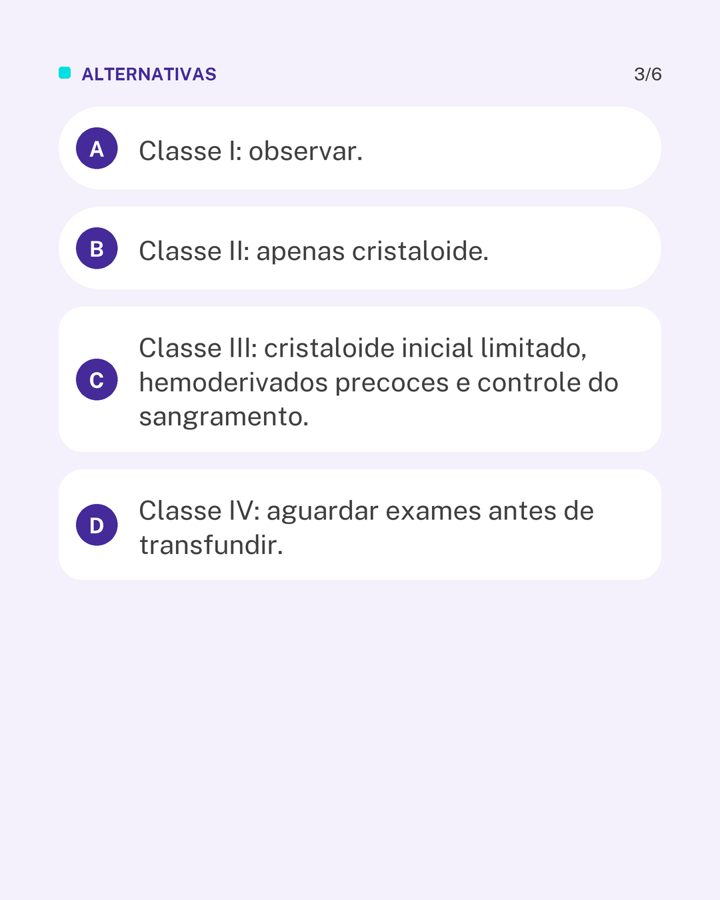 ALTERNATIVAS
3/6
A
Classe I: observar.
B
Classe II: apenas cristaloide.
C
Classe III: cristaloide inicial limitado,
hemoderivados precoces e controle do
sangramento.
D
Classe IV: aguardar exames antes de
transfundir.